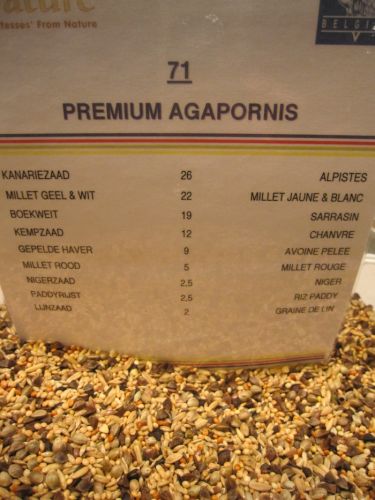 tesses' From Nature
BELGI
71
PREMIUM AGAPORNIS
KANARIEZAAD 26 ALPISTES
MILLET GEEL & WIT 22 MILLET JAUNE & BLANC
BOEKWEIT 19 SARRASIN
KEMPZAAD 12 CHANVRE
GEPELDE HAVER 9 AVOINE PELEE
MILLET ROOD 5 MILLET ROUGE
NIGERZAAD 2,5 NIGER
PADDYRIJST 2,5 RIZ PADDY
LIJNZAAD 2 GRAINE DE LIN